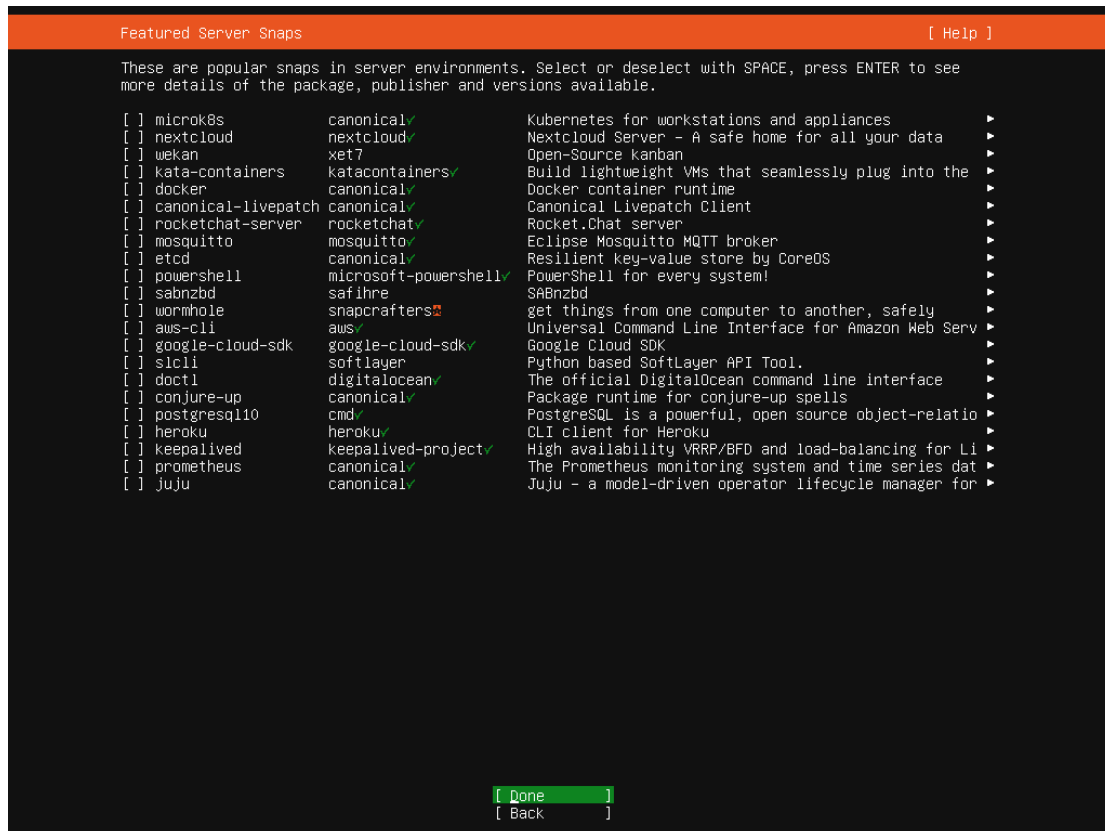 Featured Server Snaps [ Help ]
These are popular snaps in server environments. Select or deselect with SPACE, press ENTER to see
more details of the package, publisher and versions available.
[ ] microk8s canonical✓ Kubernetes for workstations and appliances ►
[ ] nextcloud nextcloud✓ Nextcloud Server – A safe home for all your data ►
[ ] wekan xet7 Open-Source kanban ►
[ ] kata-containers katacontainers✓ Build lightweight VMs that seamlessly plug into the ►
[ ] docker canonical✓ Docker container runtime ►
[ ] canonical-livepatch canonical✓ Canonical Livepatch Client ►
[ ] rocketchat-server rocketchat✓ Rocket.Chat server ►
[ ] mosquitto mosquitto✓ Eclipse Mosquitto MQTT broker ►
[ ] etcd canonical✓ Resilient key-value store by CoreOS ►
[ ] powershell microsoft-powershell✓ PowerShell for every system! ►
[ ] sabnzbd safihre SABnzbd ►
[ ] wormhole snapcrafters get things from one computer to another, safely ►
[ ] aws-cli aws✓ Universal Command Line Interface for Amazon Web Serv ►
[ ] google-cloud-sdk google-cloud-sdk✓ Google Cloud SDK ►
[ ] slcli softlayer Python based SoftLayer API Tool. ►
[ ] doctl digitalocean✓ The official DigitalOcean command line interface ►
[ ] conjure-up canonical✓ Package runtime for conjure-up spells ►
[ ] postgresql10 cmd✓ PostgreSQL is a powerful, open source object-relatio ►
[ ] heroku heroku✓ CLI client for Heroku ►
[ ] keepalived keepalived-project✓ High availability VRRP/BFD and load-balancing for Li ►
[ ] prometheus canonical✓ The Prometheus monitoring system and time series dat ►
[ ] juju canonical✓ Juju – a model-driven operator lifecycle manager for ►
[ Done ]
[ Back ]